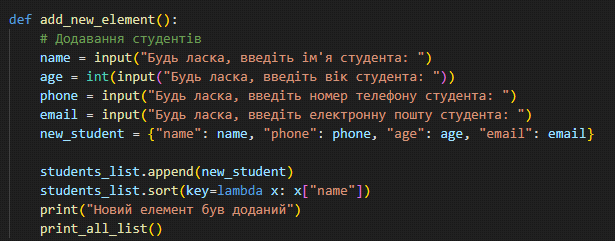 def add_new_element():
    # Додавання студентів
    name = input("Будь ласка, введіть ім'я студента: ")
    age = int(input("Будь ласка, введіть вік студента: "))
    phone = input("Будь ласка, введіть номер телефону студента: ")
    email = input("Будь ласка, введіть електронну пошту студента: ")
    new_student = {"name": name, "phone": phone, "age": age, "email": email}

    students_list.append(new_student)
    students_list.sort(key=lambda x: x["name"])
    print("Новий елемент був доданий")
    print_all_list()